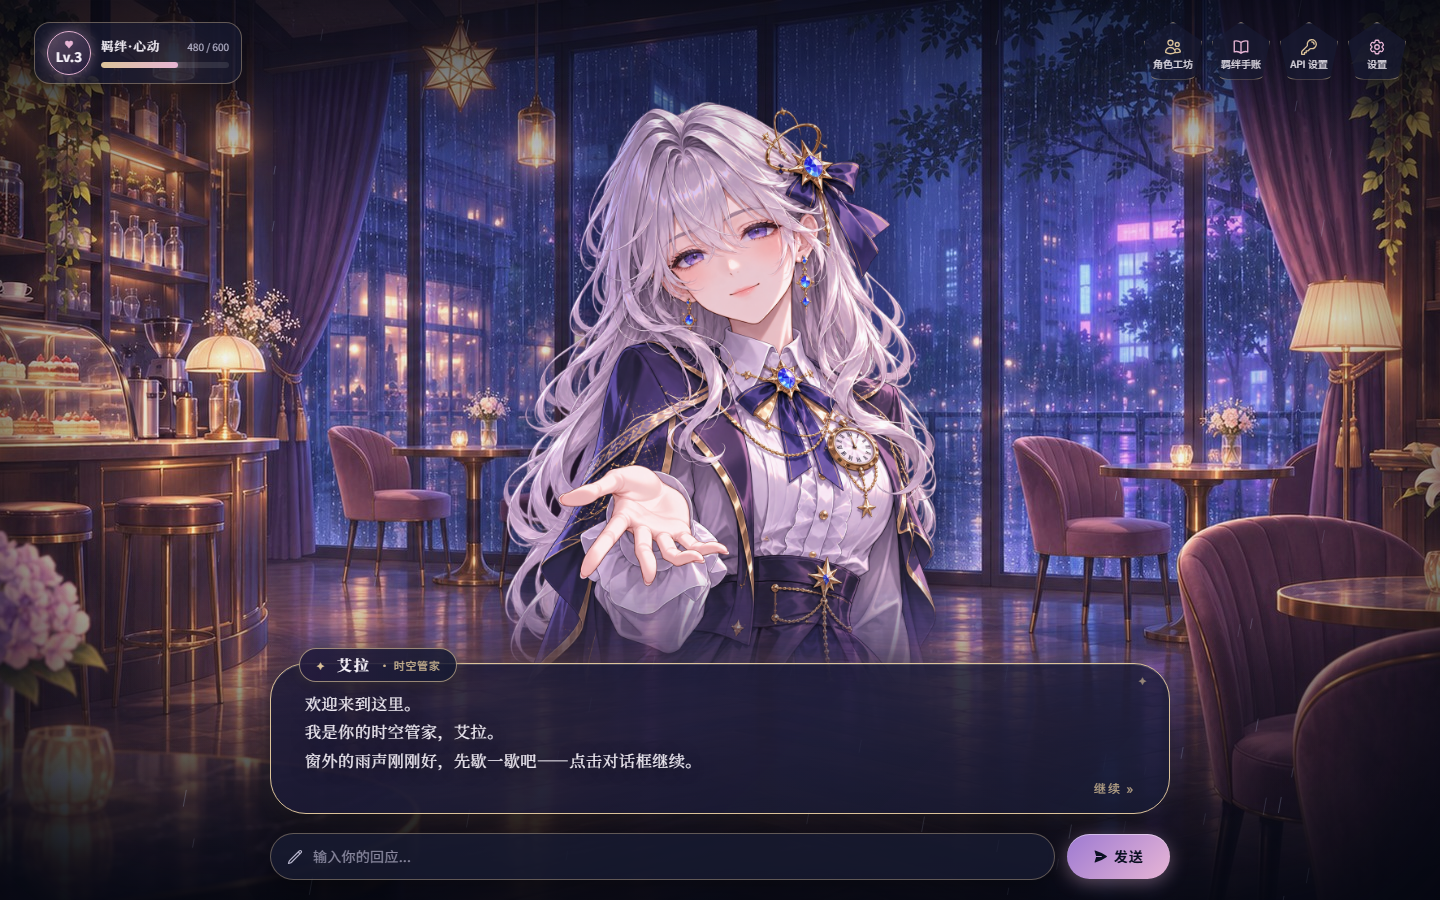 Lv.3
羁绊·心动
480 / 600
角色工坊
羁绊手账
API 设置
设置
艾拉 · 时空管家
欢迎来到这里。
我是你的时空管家，艾拉。
窗外的雨声刚刚好，先歇一歇吧——点击对话框继续。
继续 »
输入你的回应...
发送